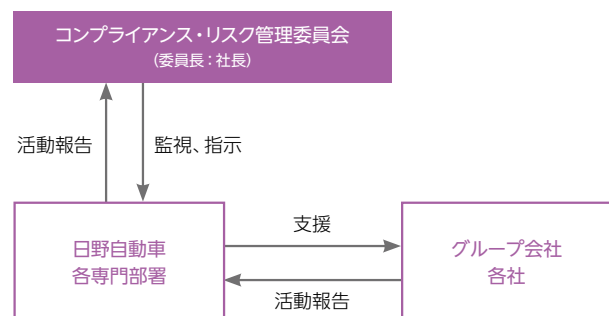 コンプライアンス・リスク管理委員会
（委員長：社長）
活動報告
監視、指示
日野自動車
各専門部署
支援
活動報告
グループ会社
各社